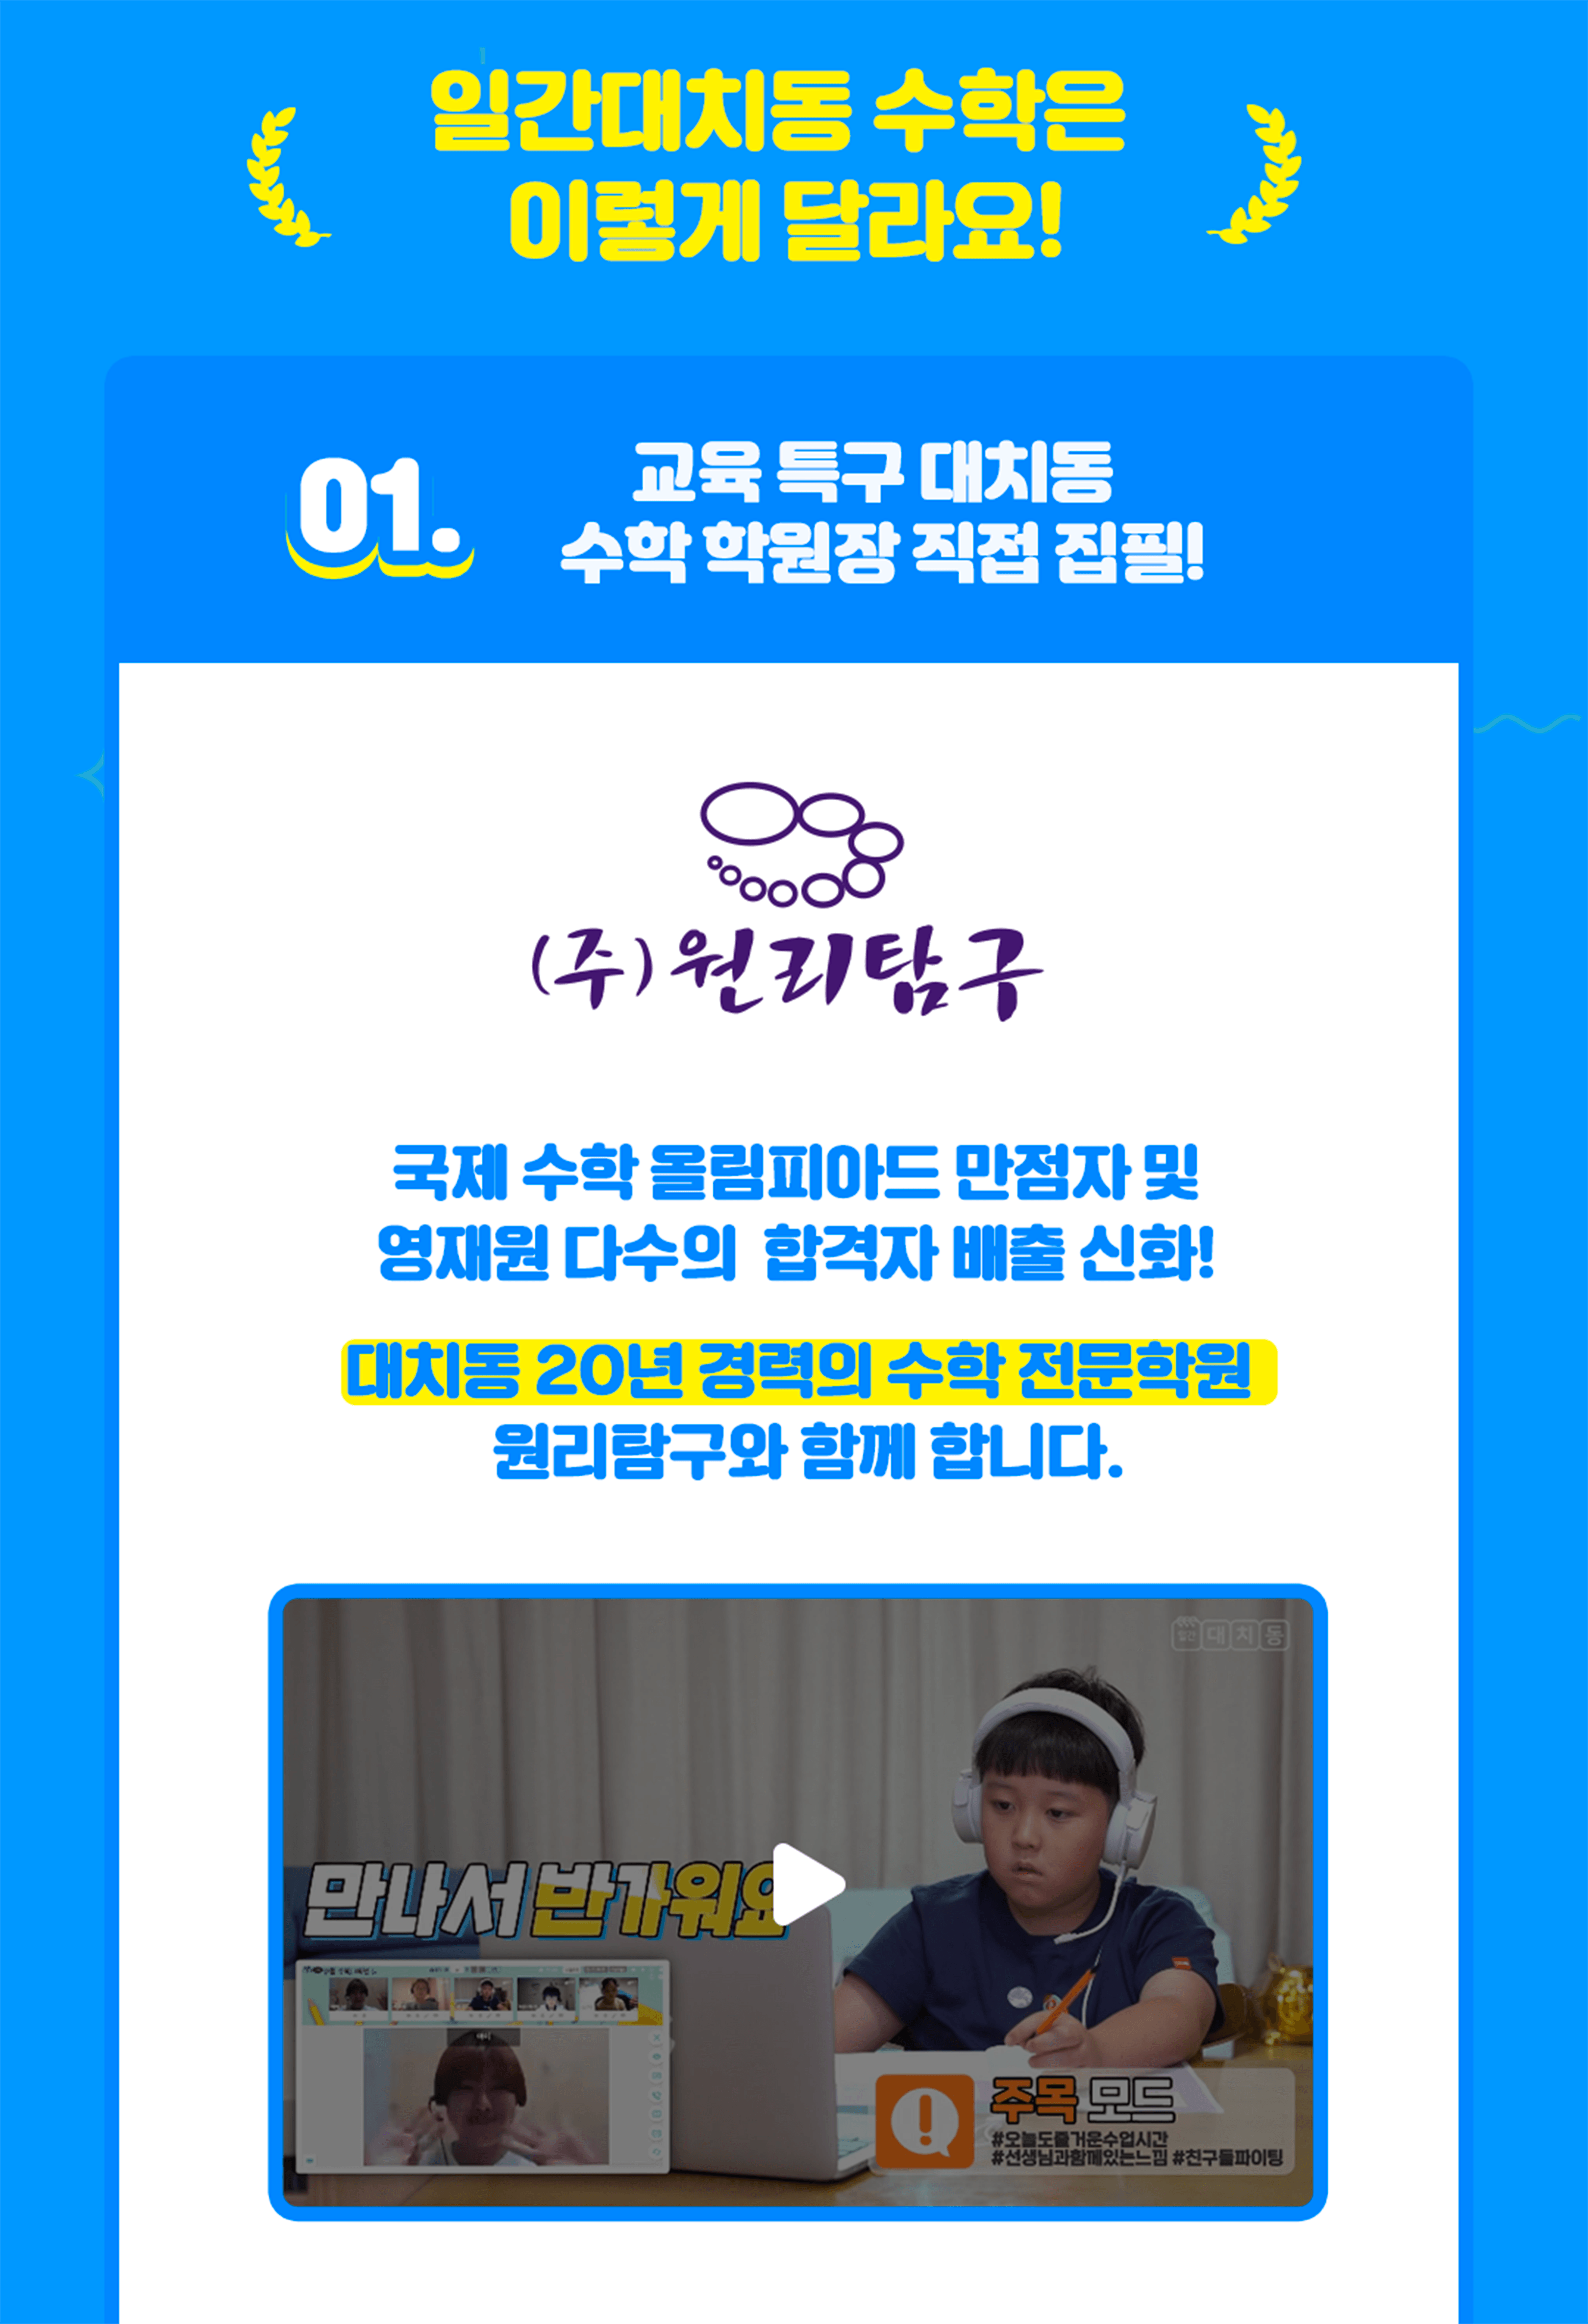 일간대치동 수학은
이렇게 달라요!
01.
교육 특구 대치동
수학 학원장 직접 집필!
(주)원리탐구
국제 수학 올림피아드 만점자 및
영재원 다수의 합격자 배출 신화!
대치동 20년 경력의 수학 전문학원
원리탐구와 함께 합니다.
일간대치동
만나서 반가워요
주목 모드
#오늘도즐거운수업시간
#선생님과함께있는느낌 #친구들파이팅